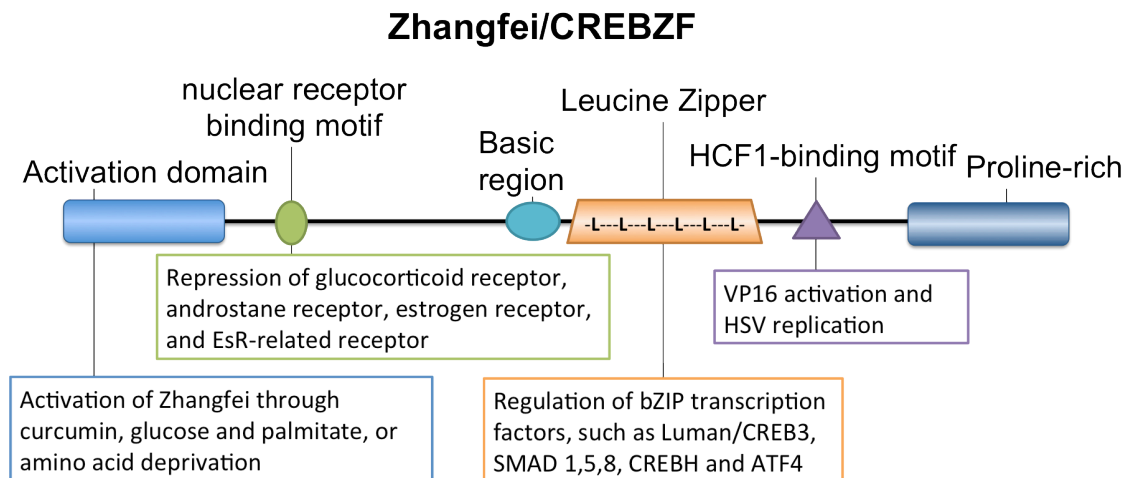 Zhangfei/CREBZF
nuclear receptor
binding motif
Leucine Zipper
Basic
region
HCF1-binding motif
Proline-rich
Activation domain
-L---L---L---L---L---L-
Repression of glucocorticoid receptor,
androstane receptor, estrogen receptor,
and EsR-related receptor
VP16 activation and
HSV replication
Activation of Zhangfei through
curcumin, glucose and palmitate, or
amino acid deprivation
Regulation of bZIP transcription
factors, such as Luman/CREB3,
SMAD 1,5,8, CREBH and ATF4